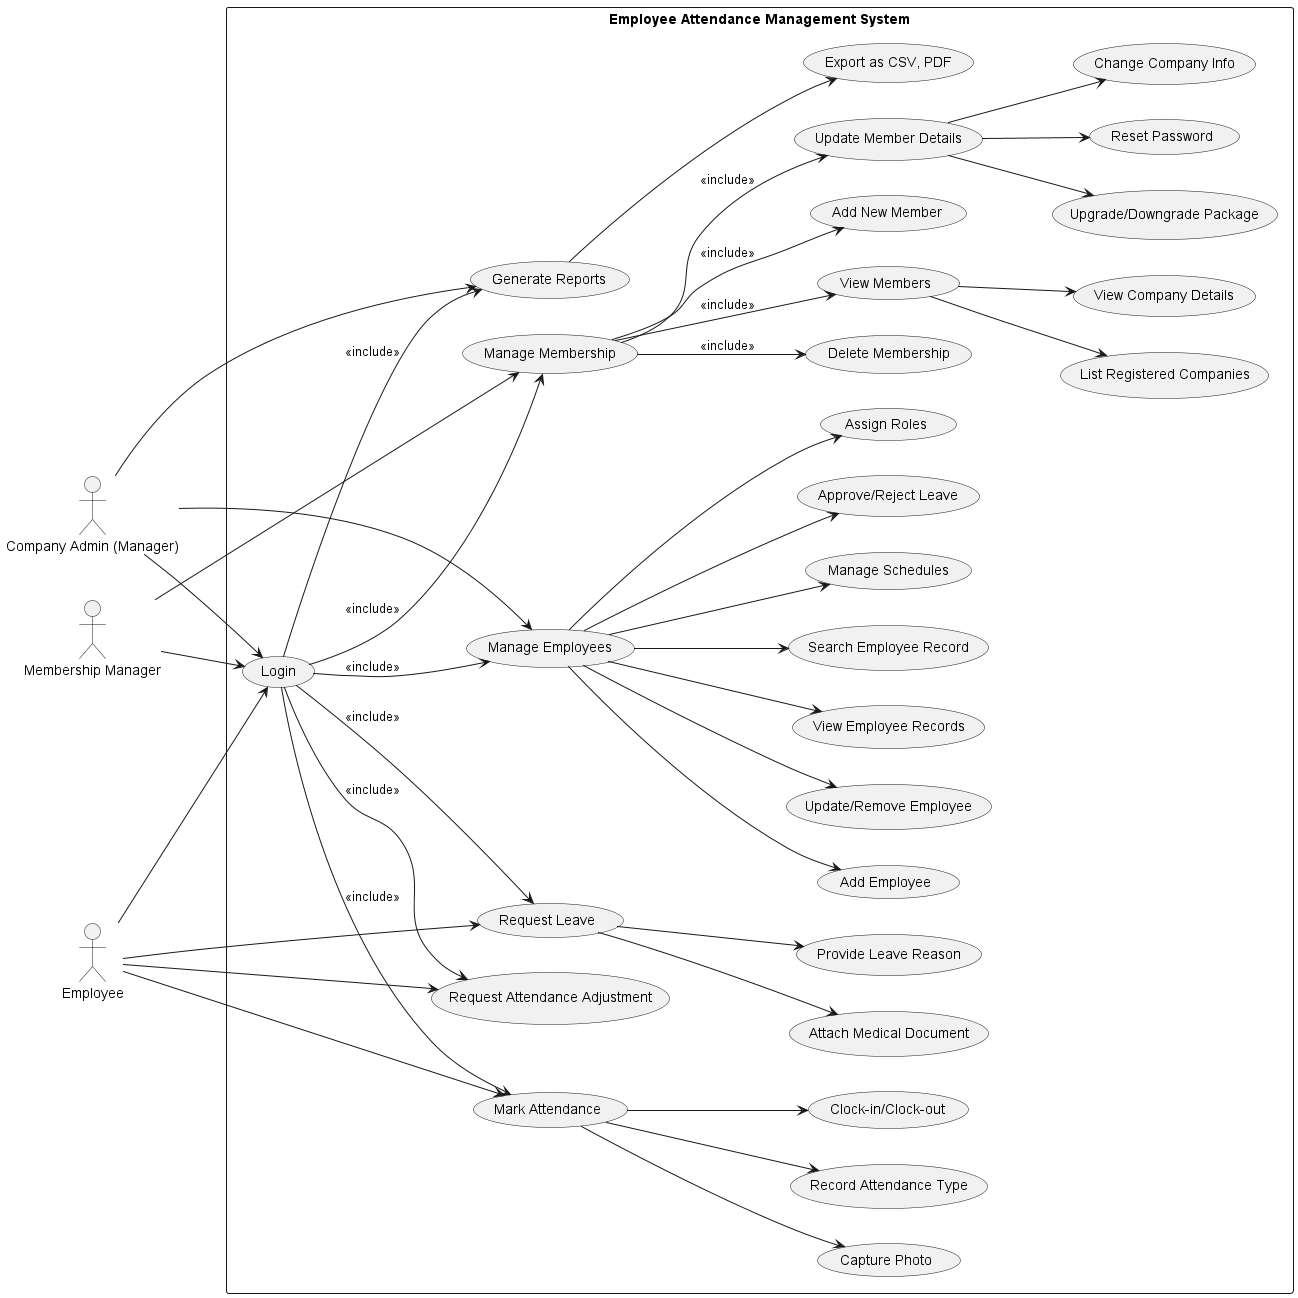 Employee Attendance Management System
Export as CSV, PDF
Change Company Info
Update Member Details
Reset Password
«include»
Add New Member
Upgrade/Downgrade Package
«include»
Generate Reports
View Members
View Company Details
«include»
«include»
Manage Membership
«include»
Delete Membership
List Registered Companies
Assign Roles
Approve/Reject Leave
Company Admin (Manager)
Manage Schedules
«include»
Manage Employees
Search Employee Record
Membership Manager
Login
«include»
«include»
View Employee Records
«include»
Update/Remove Employee
Add Employee
«include»
Request Leave
Provide Leave Reason
Employee
Request Attendance Adjustment
Attach Medical Document
Mark Attendance
Clock-in/Clock-out
Record Attendance Type
Capture Photo